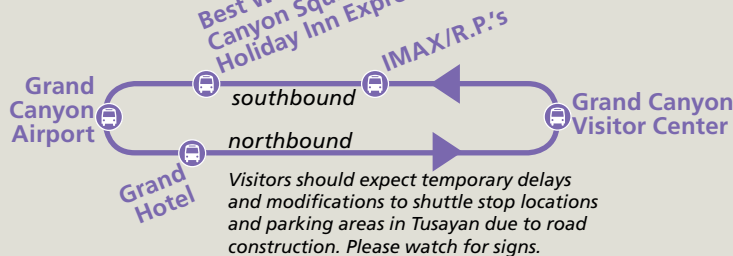 Best W
Canyon Squ
Holiday Inn Expre
IMAX/R.P.'s
Grand
Canyon
Airport
southbound
Grand Canyon
Visitor Center
northbound
Grand
Hotel
Visitors should expect temporary delays
and modifications to shuttle stop locations
and parking areas in Tusayan due to road
construction. Please watch for signs.